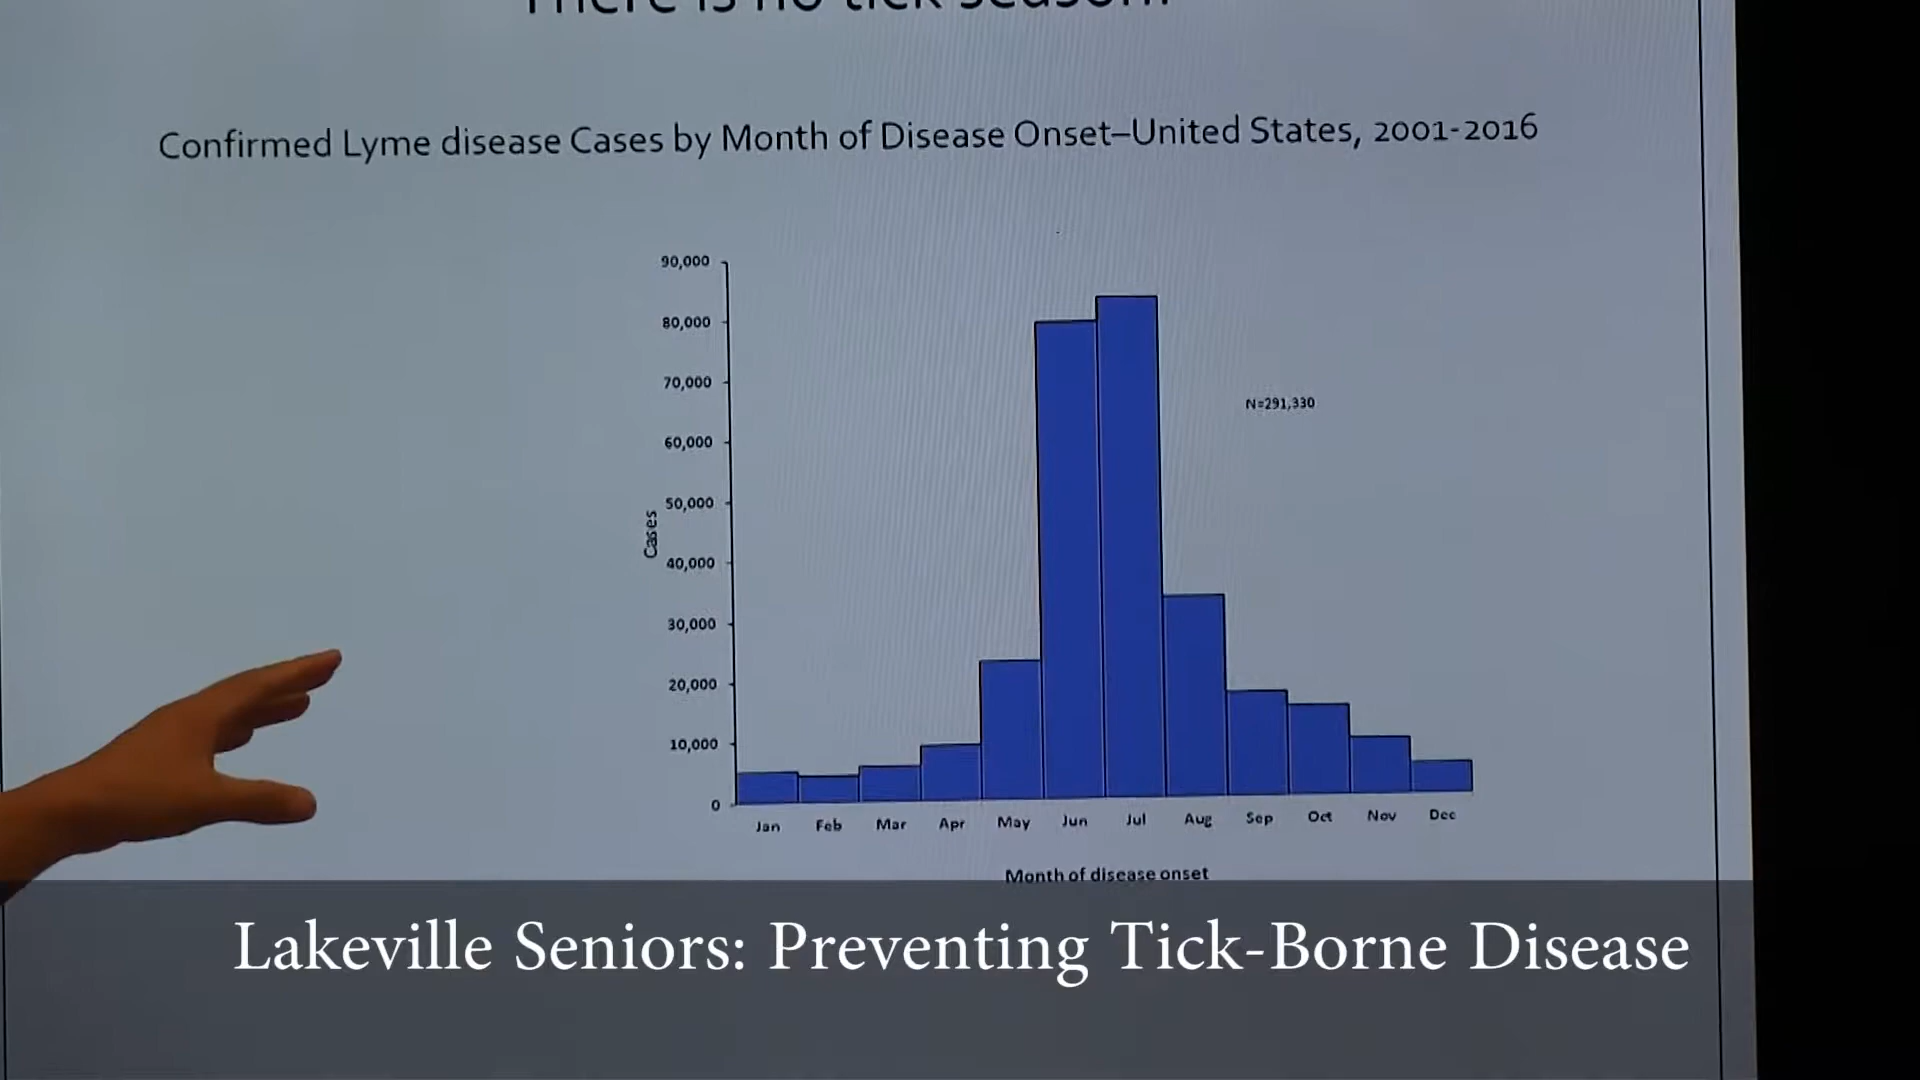 There is no tick season!
Confirmed Lyme disease Cases by Month of Disease Onset–United States, 2001-2016
90,000
80,000
70,000
60,000
50,000
40,000
30,000
20,000
10,000
0
Cases
N=291,330
Jan Feb Mar Apr May Jun Jul Aug Sep Oct Nov Dec
Month of disease onset
Lakeville Seniors: Preventing Tick-Borne Disease